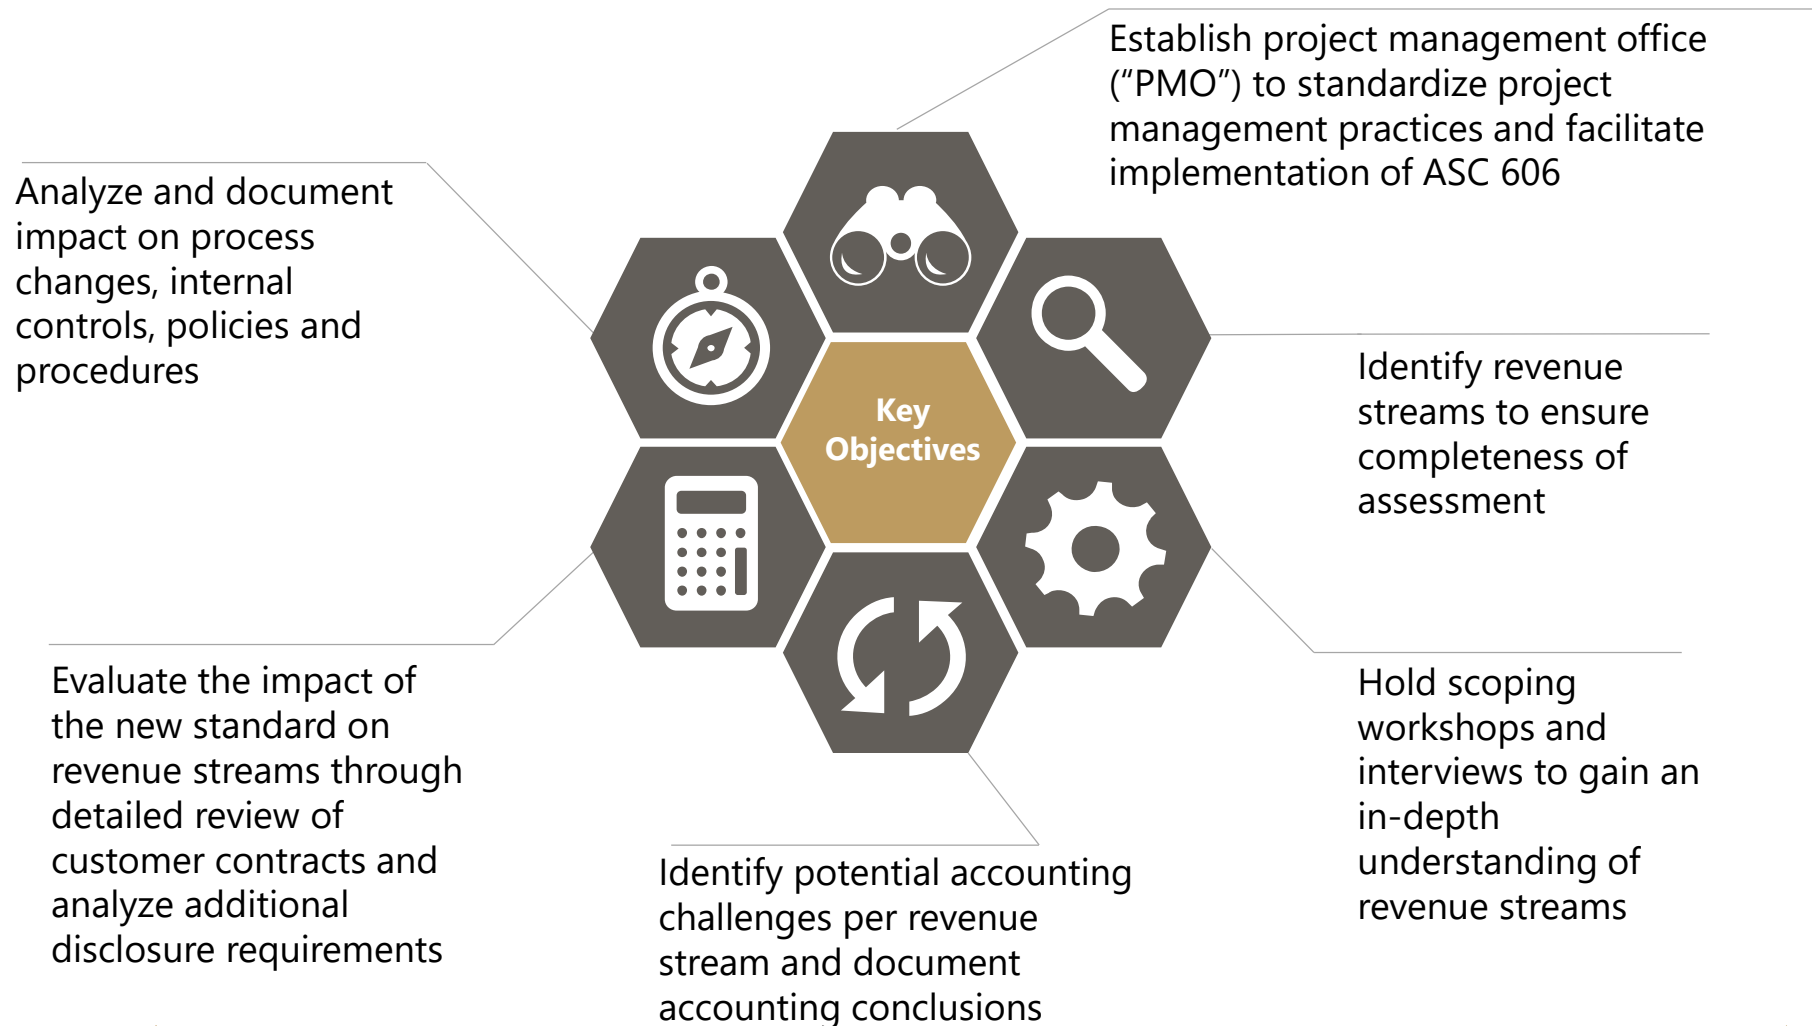 Establish project management office
(“PMO”) to standardize project
management practices and facilitate
implementation of ASC 606
Analyze and document
impact on process
changes, internal
controls, policies and
procedures
Key
Objectives
Identify revenue
streams to ensure
completeness of
assessment
Evaluate the impact of
the new standard on
revenue streams through
detailed review of
customer contracts and
analyze additional
disclosure requirements
Hold scoping
workshops and
interviews to gain an
in-depth
understanding of
revenue streams
Identify potential accounting
challenges per revenue
stream and document
accounting conclusions